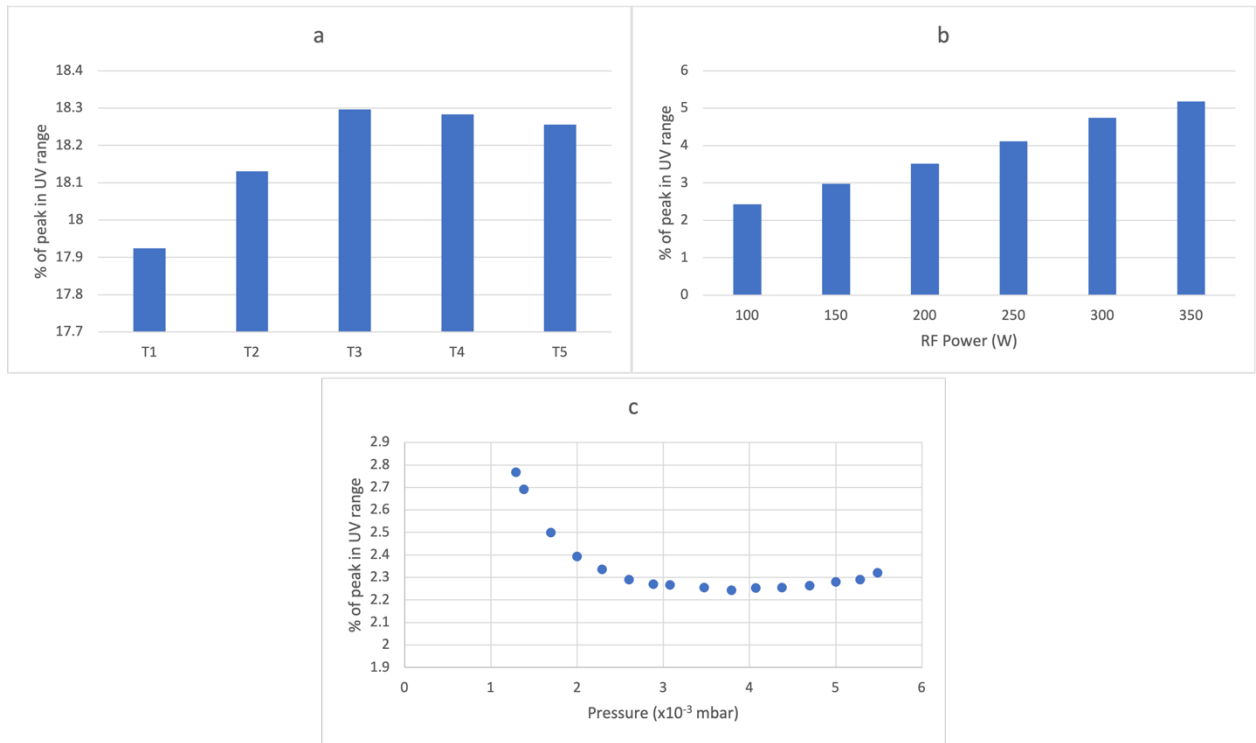 a
% of peak in UV range
18.4
18.3
18.2
18.1
18
17.9
17.8
17.7
T1 T2 T3 T4 T5
b
% of peak in UV range
6
5
4
3
2
1
0
100 150 200 250 300 350
RF Power (W)
c
% of peak in UV range
2.9
2.8
2.7
2.6
2.5
2.4
2.3
2.2
2.1
2
1.9
0 1 2 3 4 5 6
Pressure (x10⁻³ mbar)